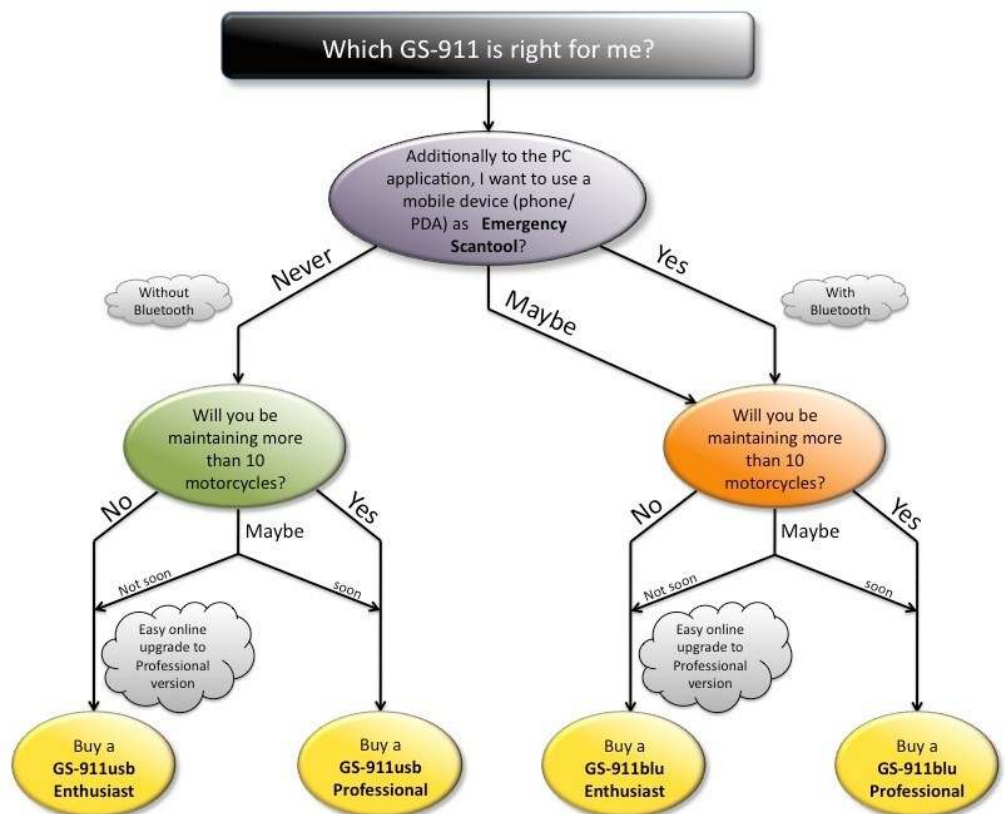 Which GS-911 is right for me?
Additionally to the PC
application, I want to use a
mobile device (phone/
PDA) as Emergency
Scantool?
Never
Maybe
Yes
Without
Bluetooth
With
Bluetooth
Will you be
maintaining more
than 10
motorcycles?
Will you be
maintaining more
than 10
motorcycles?
No
Maybe
Yes
Not soon
soon
No
Maybe
Yes
Not soon
soon
Easy online
upgrade to
Professional
version
Easy online
upgrade to
Professional
version
Buy a
GS-911usb
Enthusiast
Buy a
GS-911usb
Professional
Buy a
GS-911blu
Enthusiast
Buy a
GS-911blu
Professional